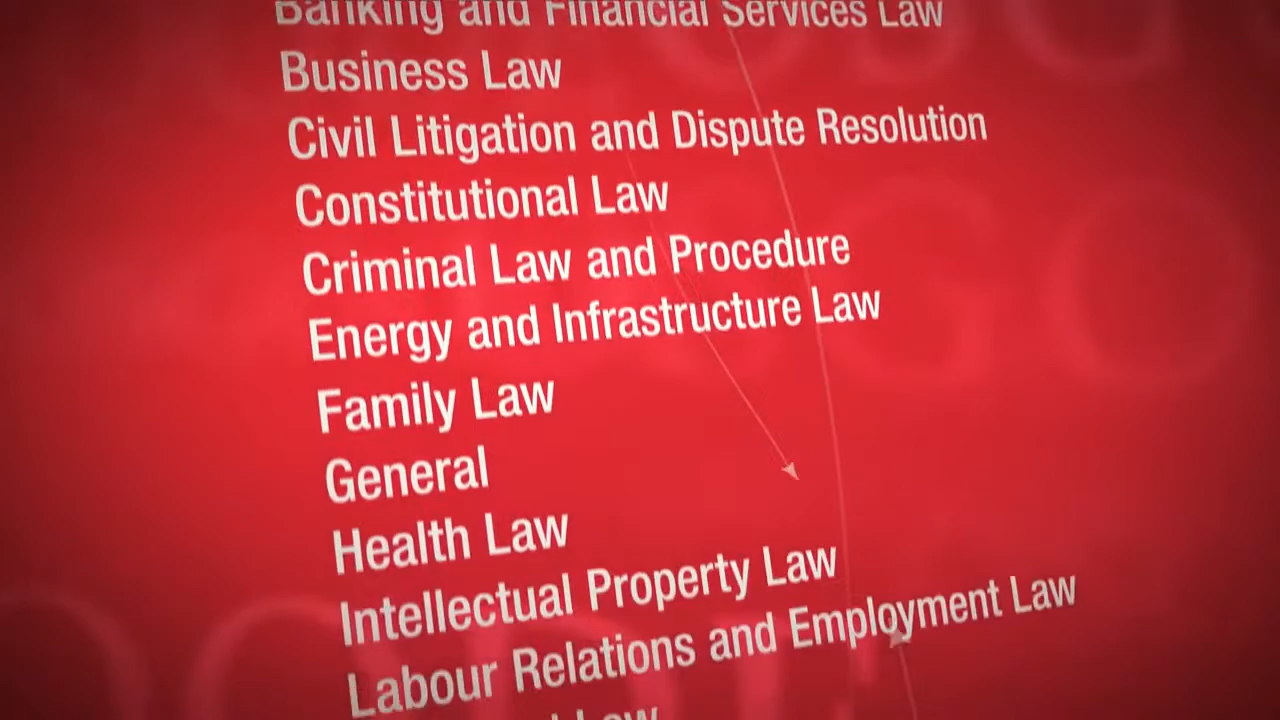 Banking and Financial Services Law
Business Law
Civil Litigation and Dispute Resolution
Constitutional Law
Criminal Law and Procedure
Energy and Infrastructure Law
Family Law
General
Health Law
Intellectual Property Law
Labour Relations and Employment Law
Law